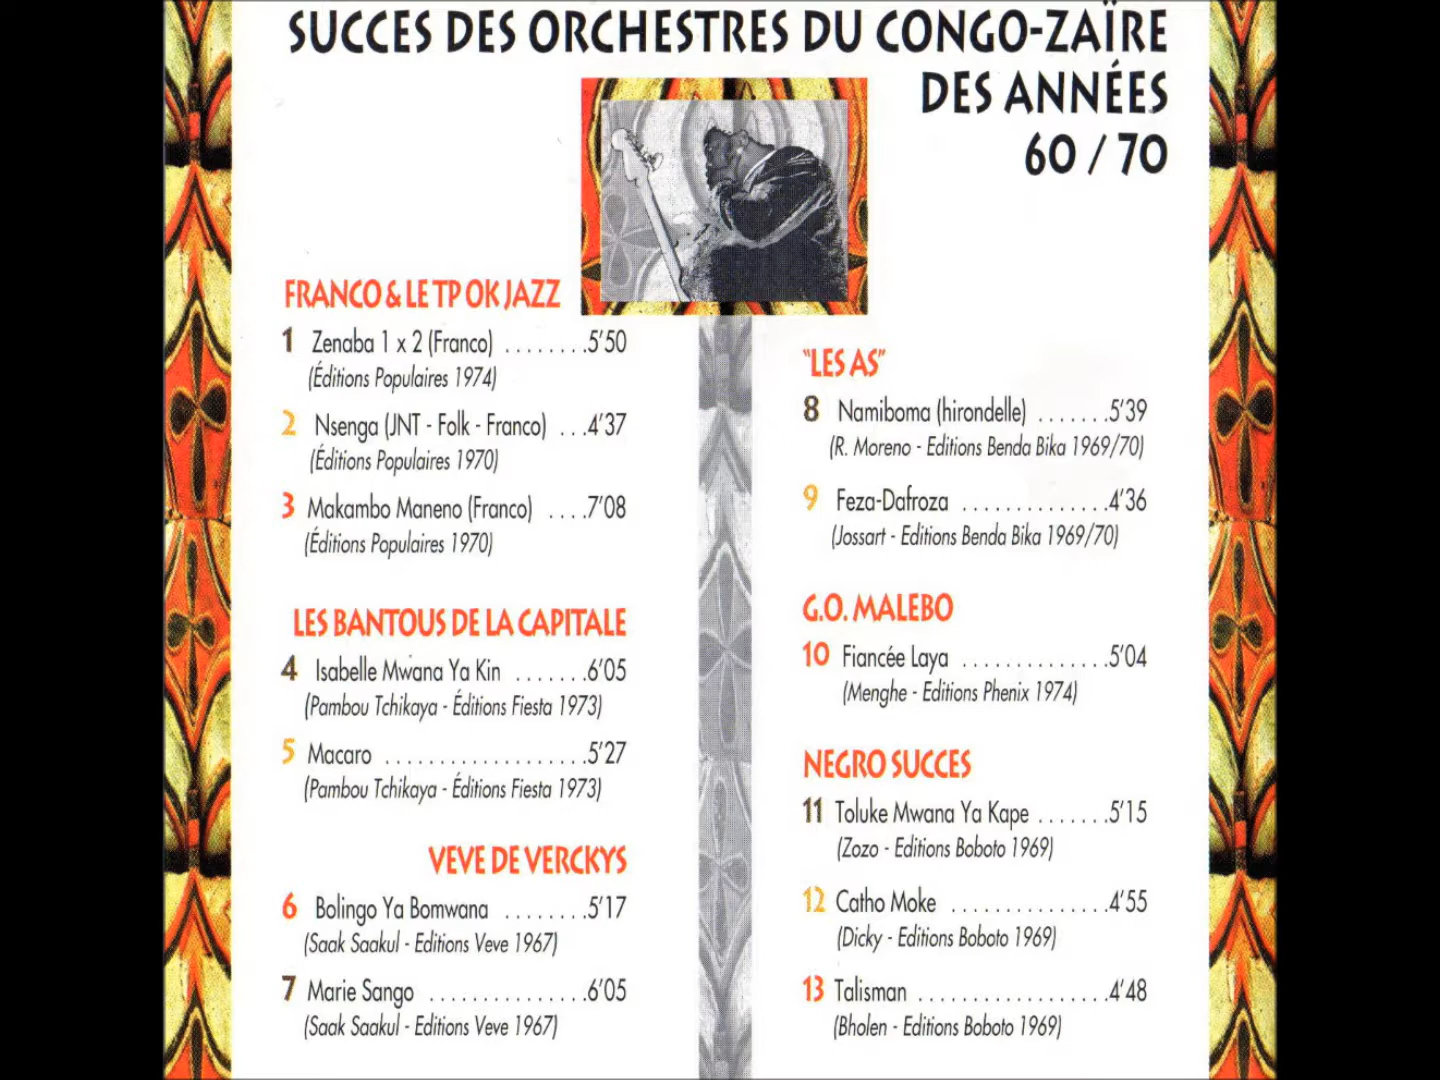 SUCCES DES ORCHESTRES DU CONGO-ZAÏRE
DES ANNÉES
60 / 70
FRANCO & LE TP OK JAZZ
1 Zenaba 1 x 2 (Franco) ........5'50
(Éditions Populaires 1974)
2 Nsenga (JNT - Folk - Franco) ...4'37
(Éditions Populaires 1970)
3 Makambo Maneno (Franco) ....7'08
(Éditions Populaires 1970)
LES BANTOUS DE LA CAPITALE
4 Isabelle Mwana Ya Kin .......6'05
(Pambou Tchikaya - Éditions Fiesta 1973)
5 Macaro ...................5'27
(Pambou Tchikaya - Éditions Fiesta 1973)
VEVE DE VERCKYS
6 Bolingo Ya Bomwana ........5'17
(Saak Saakul - Editions Veve 1967)
7 Marie Sango ...............6'05
(Saak Saakul - Editions Veve 1967)
"LES AS"
8 Namiboma (hirondelle) .......5'39
(R. Moreno - Editions Benda Bika 1969/70)
9 Feza-Dafroza ..............4'36
(Jossart - Editions Benda Bika 1969/70)
G.O. MALEBO
10 Fiancée Laya ..............5'04
(Menghe - Editions Phenix 1974)
NEGRO SUCCES
11 Toluke Mwana Ya Kape .......5'15
(Zozo - Editions Boboto 1969)
12 Catho Moke ...............4'55
(Dicky - Editions Boboto 1969)
13 Talisman ..................4'48
(Bholen - Editions Boboto 1969)